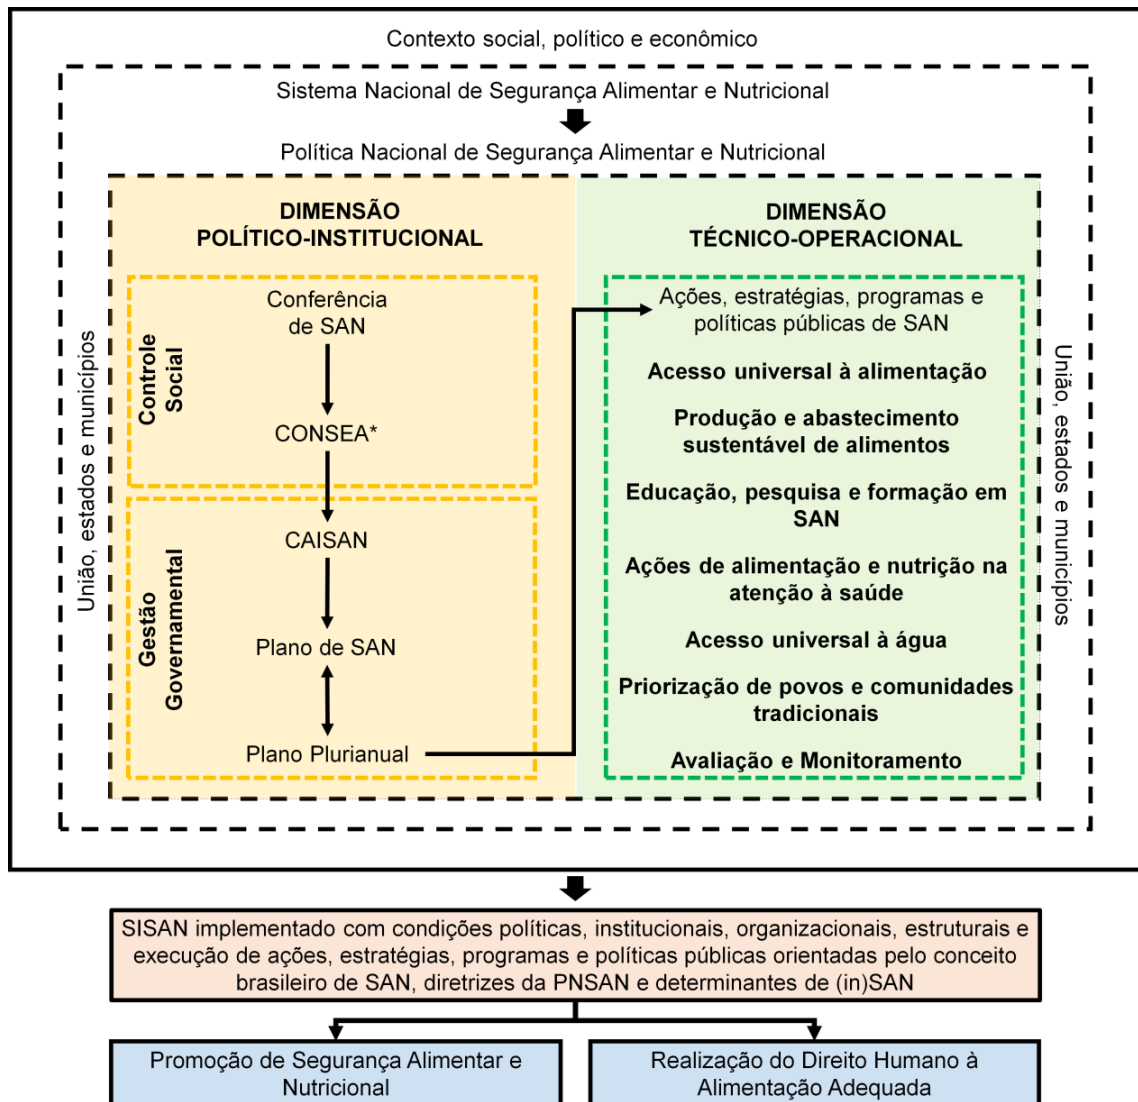 Contexto social, político e econômico
Sistema Nacional de Segurança Alimentar e Nutricional
Política Nacional de Segurança Alimentar e Nutricional
União, estados e municípios
DIMENSÃO
POLÍTICO-INSTITUCIONAL
Controle
Social
Conferência
de SAN
CONSEA*
Gestão
Governamental
CAISAN
Plano de SAN
Plano Plurianual
DIMENSÃO
TÉCNICO-OPERACIONAL
Ações, estratégias, programas e
políticas públicas de SAN
Acesso universal à alimentação
Produção e abastecimento
sustentável de alimentos
Educação, pesquisa e formação em
SAN
Ações de alimentação e nutrição na
atenção à saúde
Acesso universal à água
Priorização de povos e comunidades
tradicionais
Avaliação e Monitoramento
União, estados e municípios
SISAN implementado com condições políticas, institucionais, organizacionais, estruturais e
execução de ações, estratégias, programas e políticas públicas orientadas pelo conceito
brasileiro de SAN, diretrizes da PNSAN e determinantes de (in)SAN
Promoção de Segurança Alimentar e
Nutricional
Realização do Direito Humano à
Alimentação Adequada